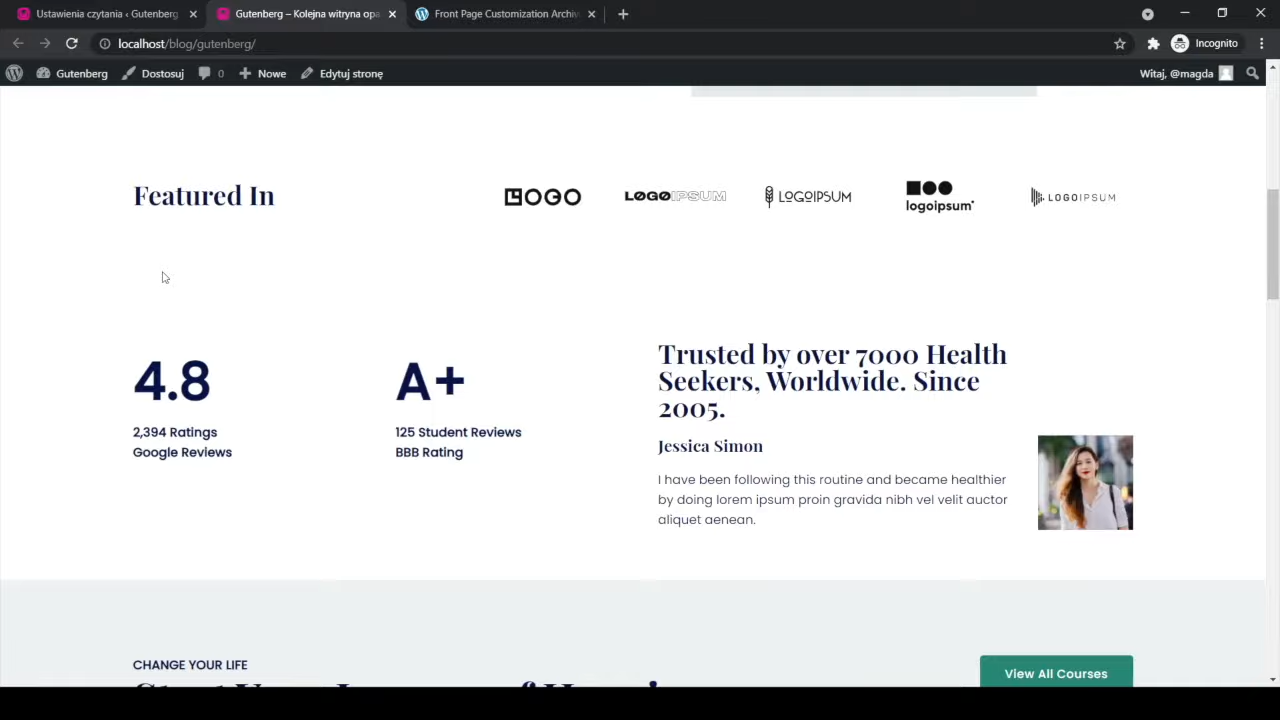 Ustawienia czytania ‹ Gutenberg
Gutenberg – Kolejna witryna opa
Front Page Customization Archiv
localhost/blog/gutenberg/
Incognito
Gutenberg
Dostosuj
0
Nowe
Edytuj stronę
Witaj, @magda
Featured In
LOGO
LOGOIPSUM
LOGOIPSUM
logoipsum
LOGOIPSUM
4.8
2,394 Ratings
Google Reviews
A+
125 Student Reviews
BBB Rating
Trusted by over 7000 Health
Seekers, Worldwide. Since
2005.
Jessica Simon
I have been following this routine and became healthier
by doing lorem ipsum proin gravida nibh vel velit auctor
aliquet aenean.
CHANGE YOUR LIFE
View All Courses